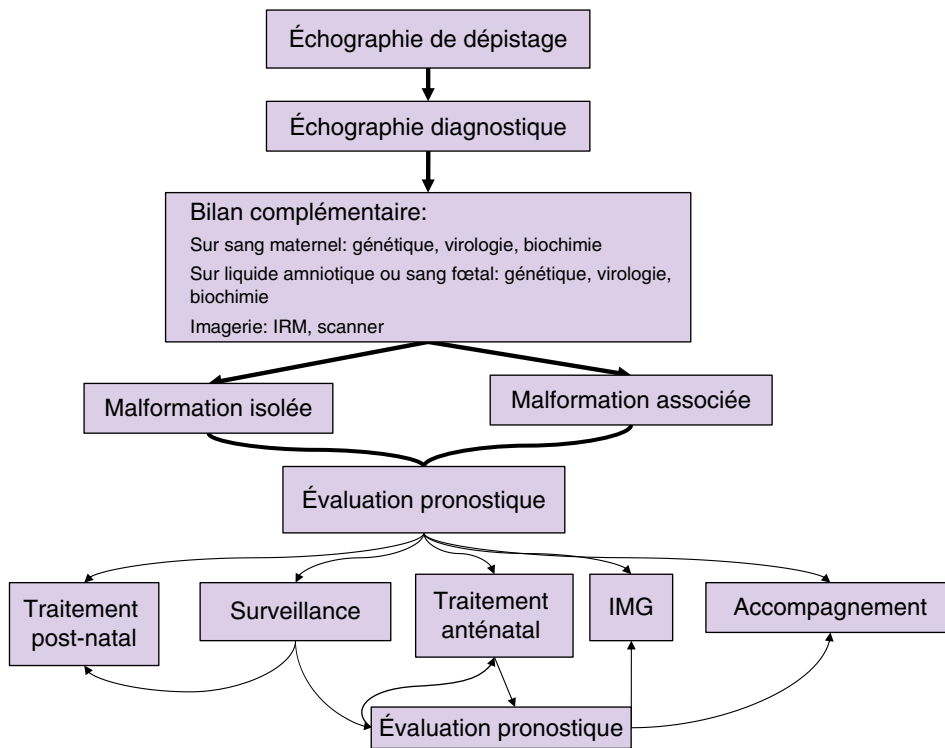 Échographie de dépistage
Échographie diagnostique
Bilan complémentaire:
Sur sang maternel: génétique, virologie, biochimie
Sur liquide amniotique ou sang fœtal: génétique, virologie,
biochimie
Imagerie: IRM, scanner
Malformation isolée
Malformation associée
Évaluation pronostique
Traitement
post-natal
Surveillance
Traitement
anténatal
IMG
Accompagnement
Évaluation pronostique